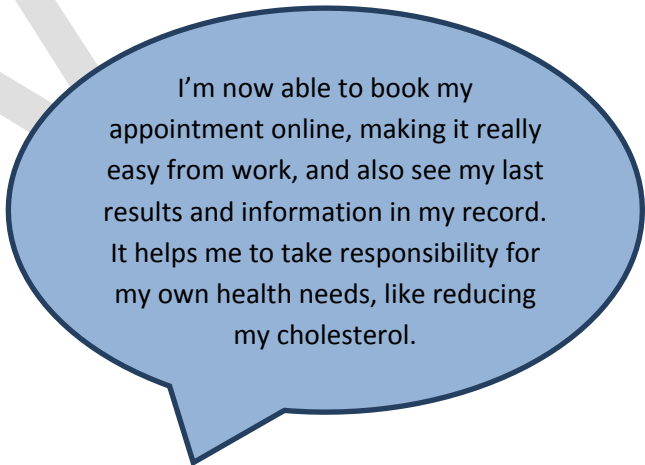 I’m now able to book my
appointment online, making it really
easy from work, and also see my last
results and information in my record.
It helps me to take responsibility for
my own health needs, like reducing
my cholesterol.